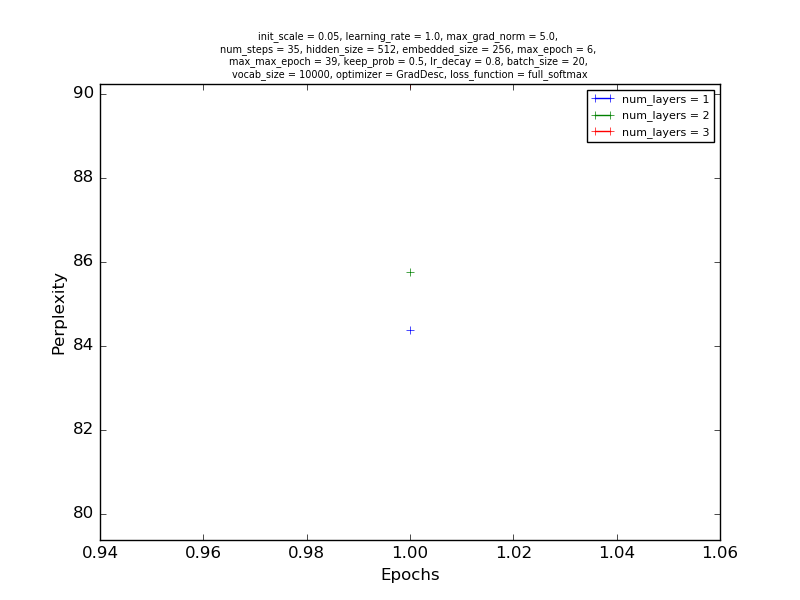 init_scale = 0.05, learning_rate = 1.0, max_grad_norm = 5.0,
num_steps = 35, hidden_size = 512, embedded_size = 256, max_epoch = 6,
max_max_epoch = 39, keep_prob = 0.5, lr_decay = 0.8, batch_size = 20,
vocab_size = 10000, optimizer = GradDesc, loss_function = full_softmax
num_layers = 1
num_layers = 2
num_layers = 3
90
88
86
84
82
80
Perplexity
0.94 0.96 0.98 1.00 1.02 1.04 1.06
Epochs